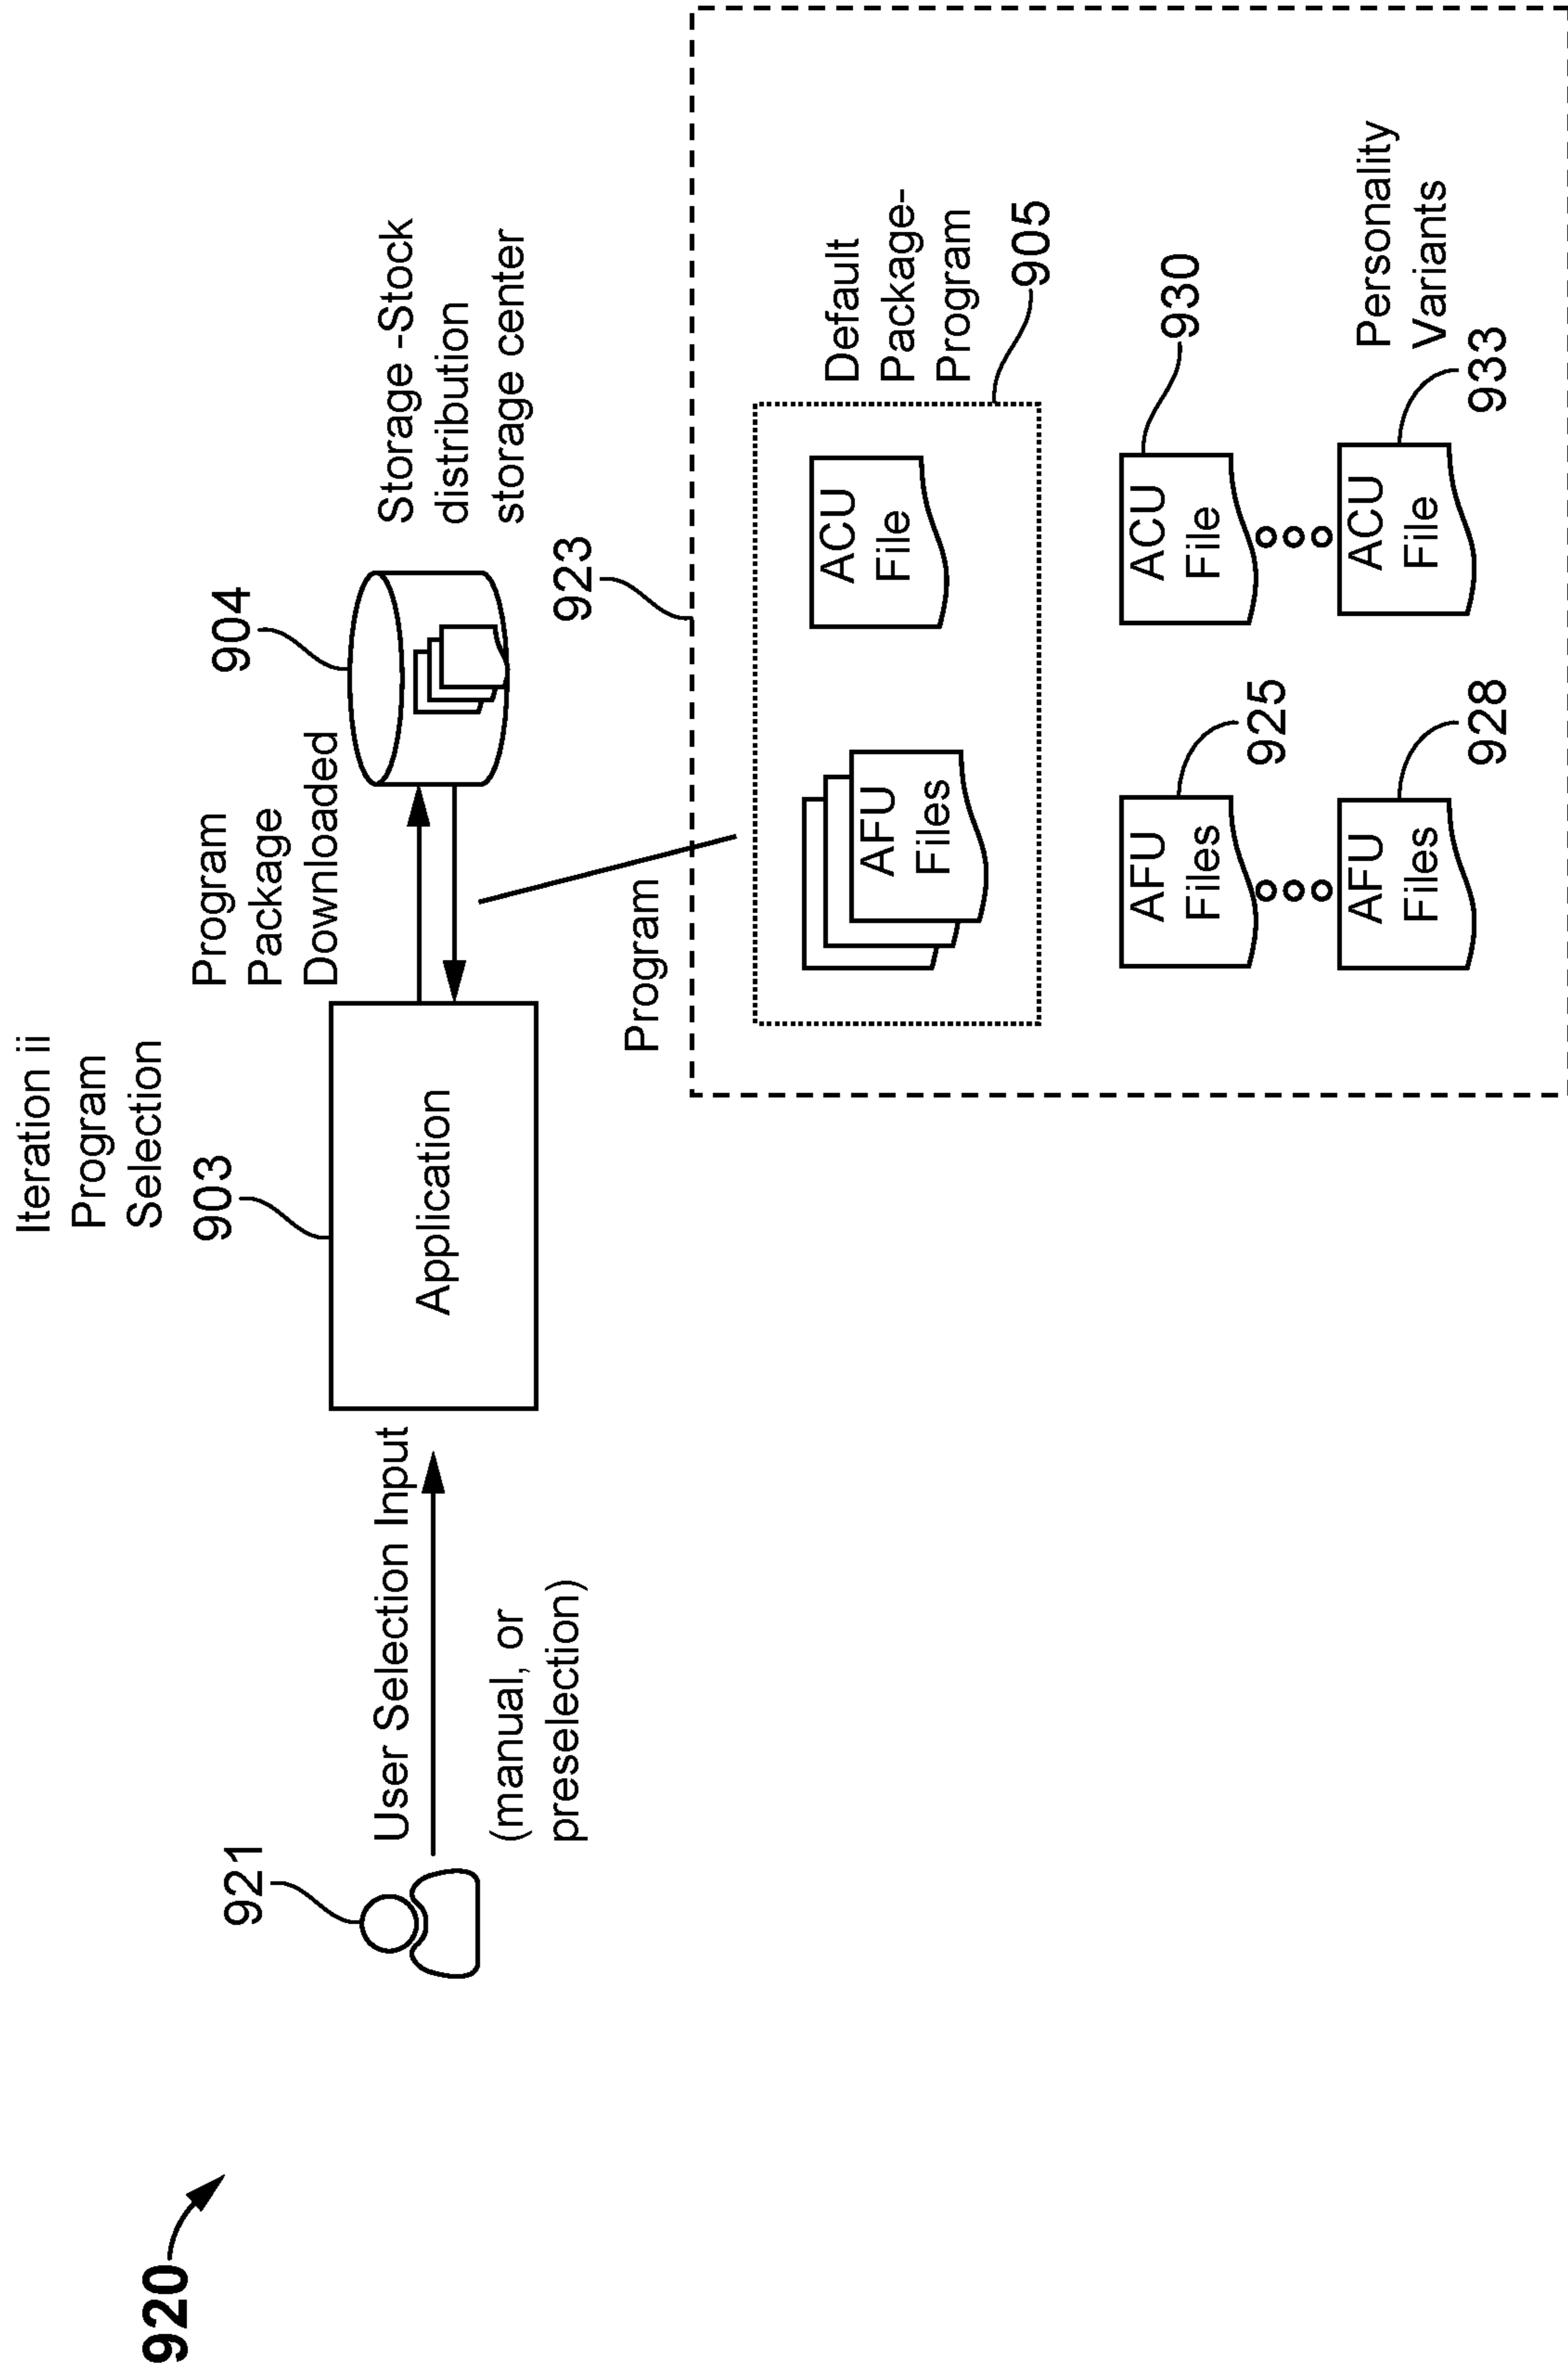 920
Iteration ii
Program
Selection
921
User Selection Input
(manual, or
preselection)
903
Application
Program
Package
Downloaded
904
Storage -Stock
distribution
storage center
Program
923
Default
Package-
Program
905
AFU
Files
ACU
File
AFU
Files
925
ACU
File
930
AFU
Files
928
ACU
File
933
Personality
Variants